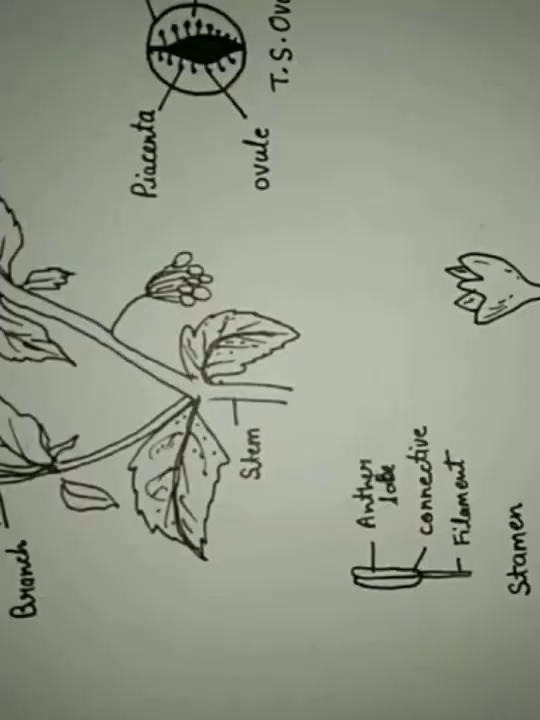 Placenta
ovule
T. S. Ov
Branch
Stem
Anther
lobe
connective
Filament
Stamen